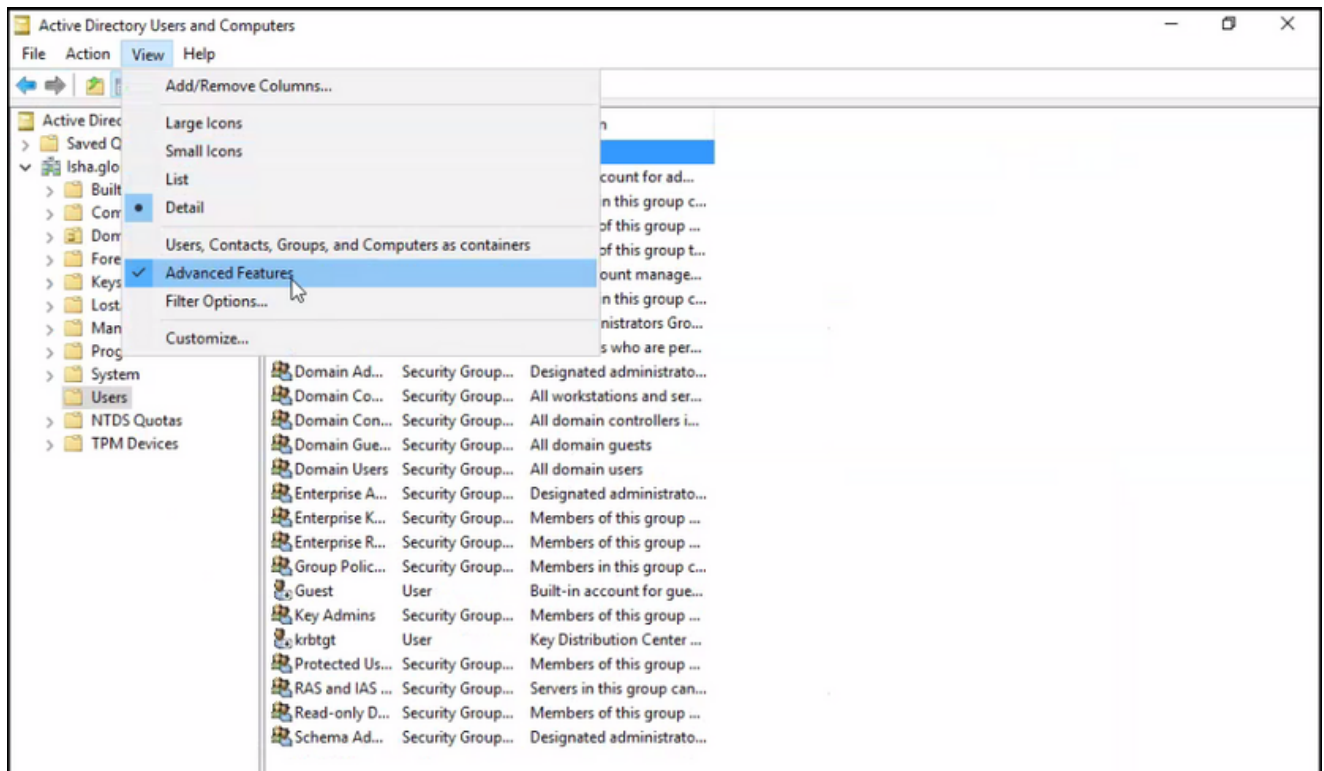 Active Directory Users and Computers
File Action View Help
Add/Remove Columns...
Large Icons
Small Icons
List
Detail
Users, Contacts, Groups, and Computers as containers
Advanced Features
Filter Options...
Customize...
Active Direc
Saved Q
Isha.glo
Built
Com
Dom
Fore
Keys
Lost
Man
Prog
System
Users
NTDS Quotas
TPM Devices
n
count for ad...
n this group c...
of this group ...
of this group t...
ount manage...
n this group c...
nistrators Gro...
s who are per...
Domain Ad... Security Group... Designated administrato...
Domain Co... Security Group... All workstations and ser...
Domain Con... Security Group... All domain controllers i...
Domain Gue... Security Group... All domain guests
Domain Users Security Group... All domain users
Enterprise A... Security Group... Designated administrato...
Enterprise K... Security Group... Members of this group ...
Enterprise R... Security Group... Members of this group ...
Group Polic... Security Group... Members in this group c...
Guest User Built-in account for gue...
Key Admins Security Group... Members of this group ...
krbtgt User Key Distribution Center ...
Protected Us... Security Group... Members of this group ...
RAS and IAS ... Security Group... Servers in this group can...
Read-only D... Security Group... Members of this group ...
Schema Ad... Security Group... Designated administrato...